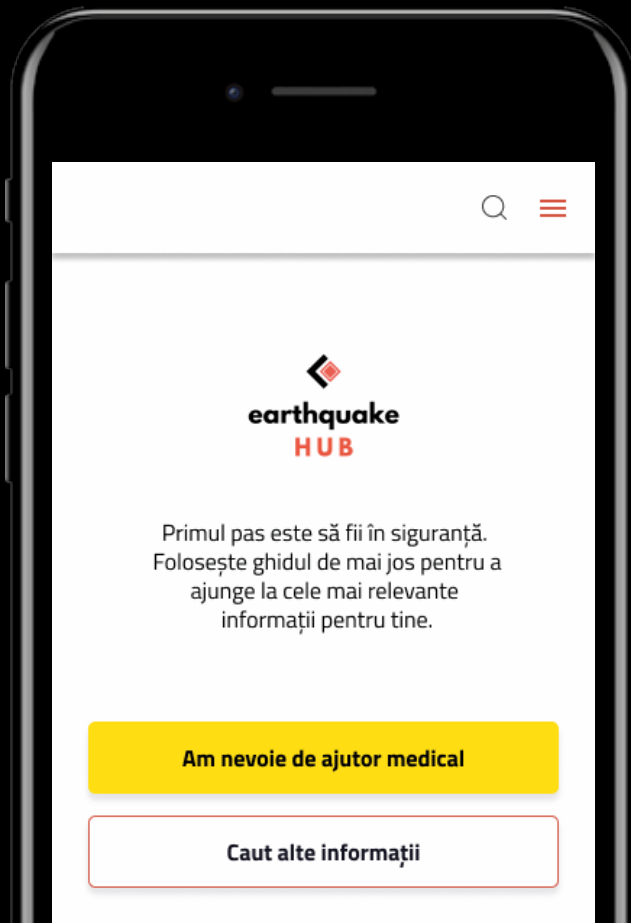 earthquake
HUB
Primul pas este să fii în siguranță.
Folosește ghidul de mai jos pentru a
ajunge la cele mai relevante
informații pentru tine.
Am nevoie de ajutor medical
Caut alte informații